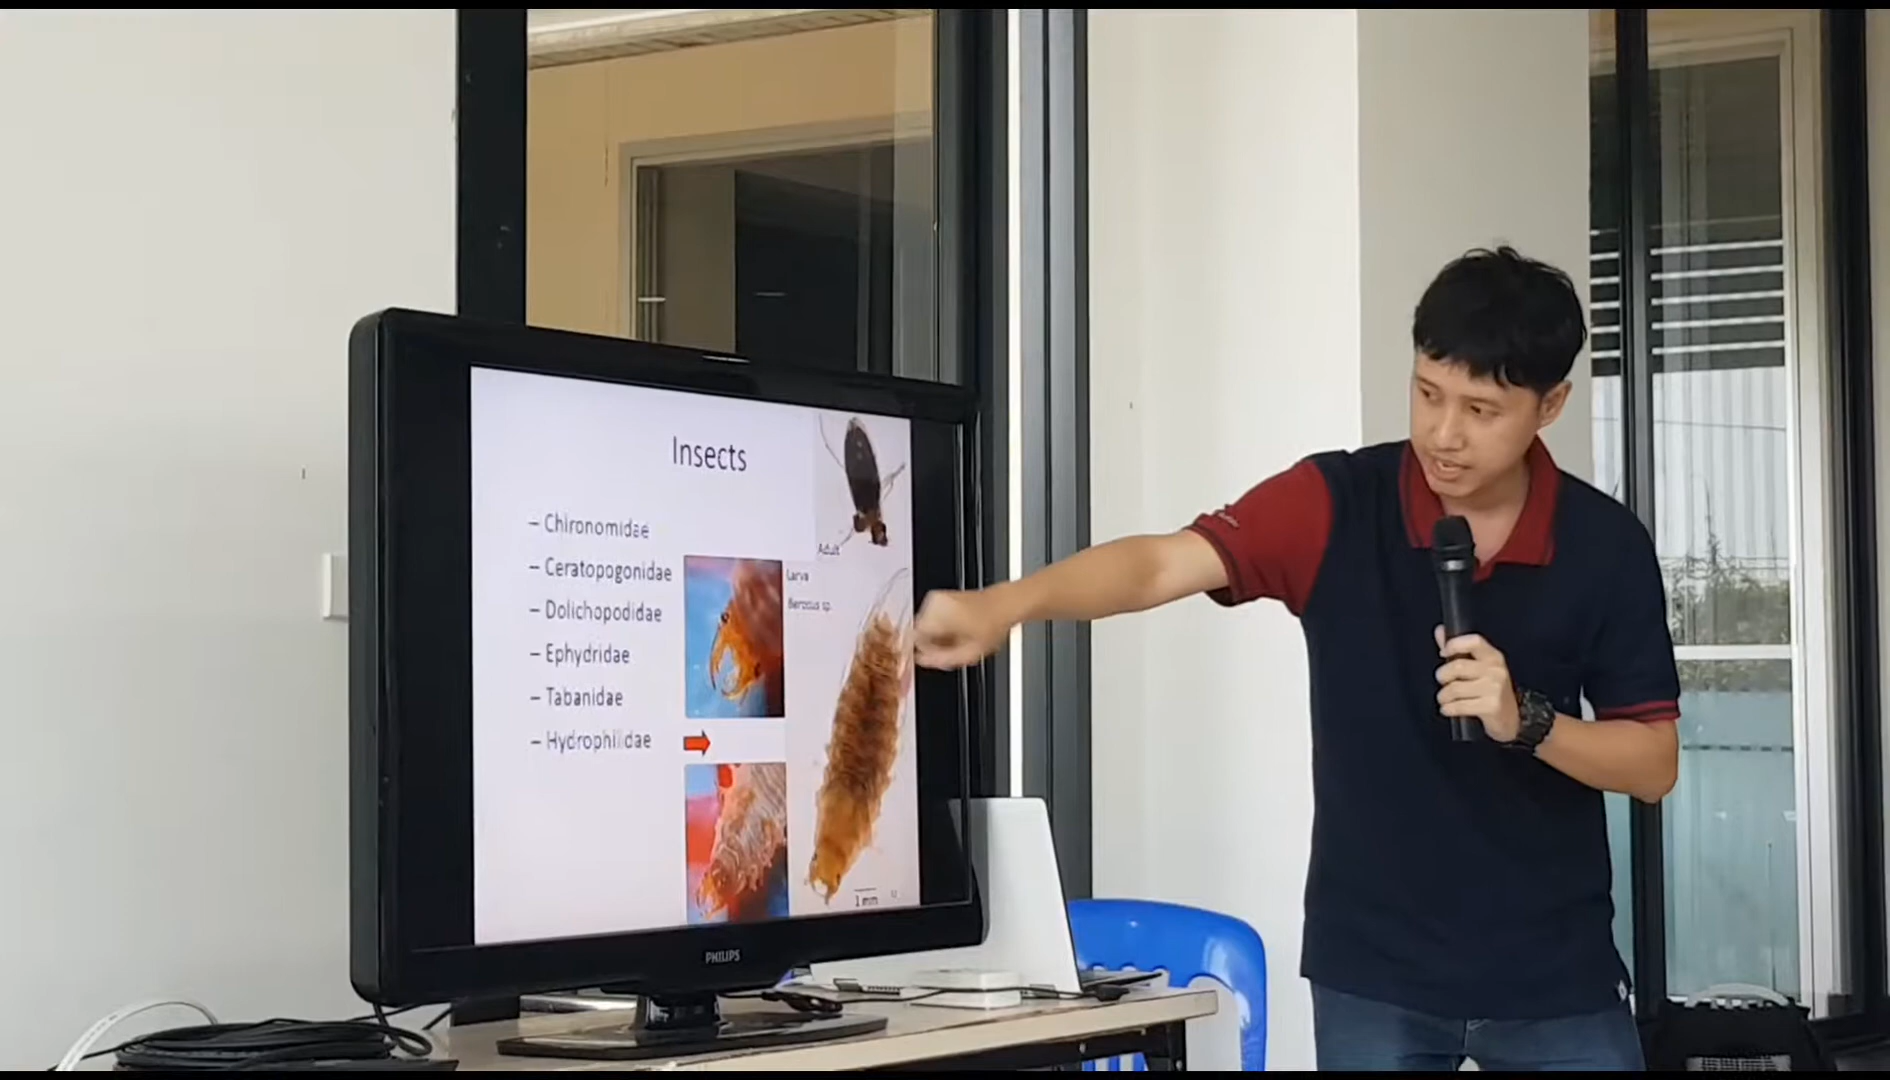 Insects
– Chironomidae
– Ceratopogonidae
– Dolichopodidae
– Ephydridae
– Tabanidae
– Hydrophilidae
Adult
Larva
Berosus sp.
1 mm
PHILIPS